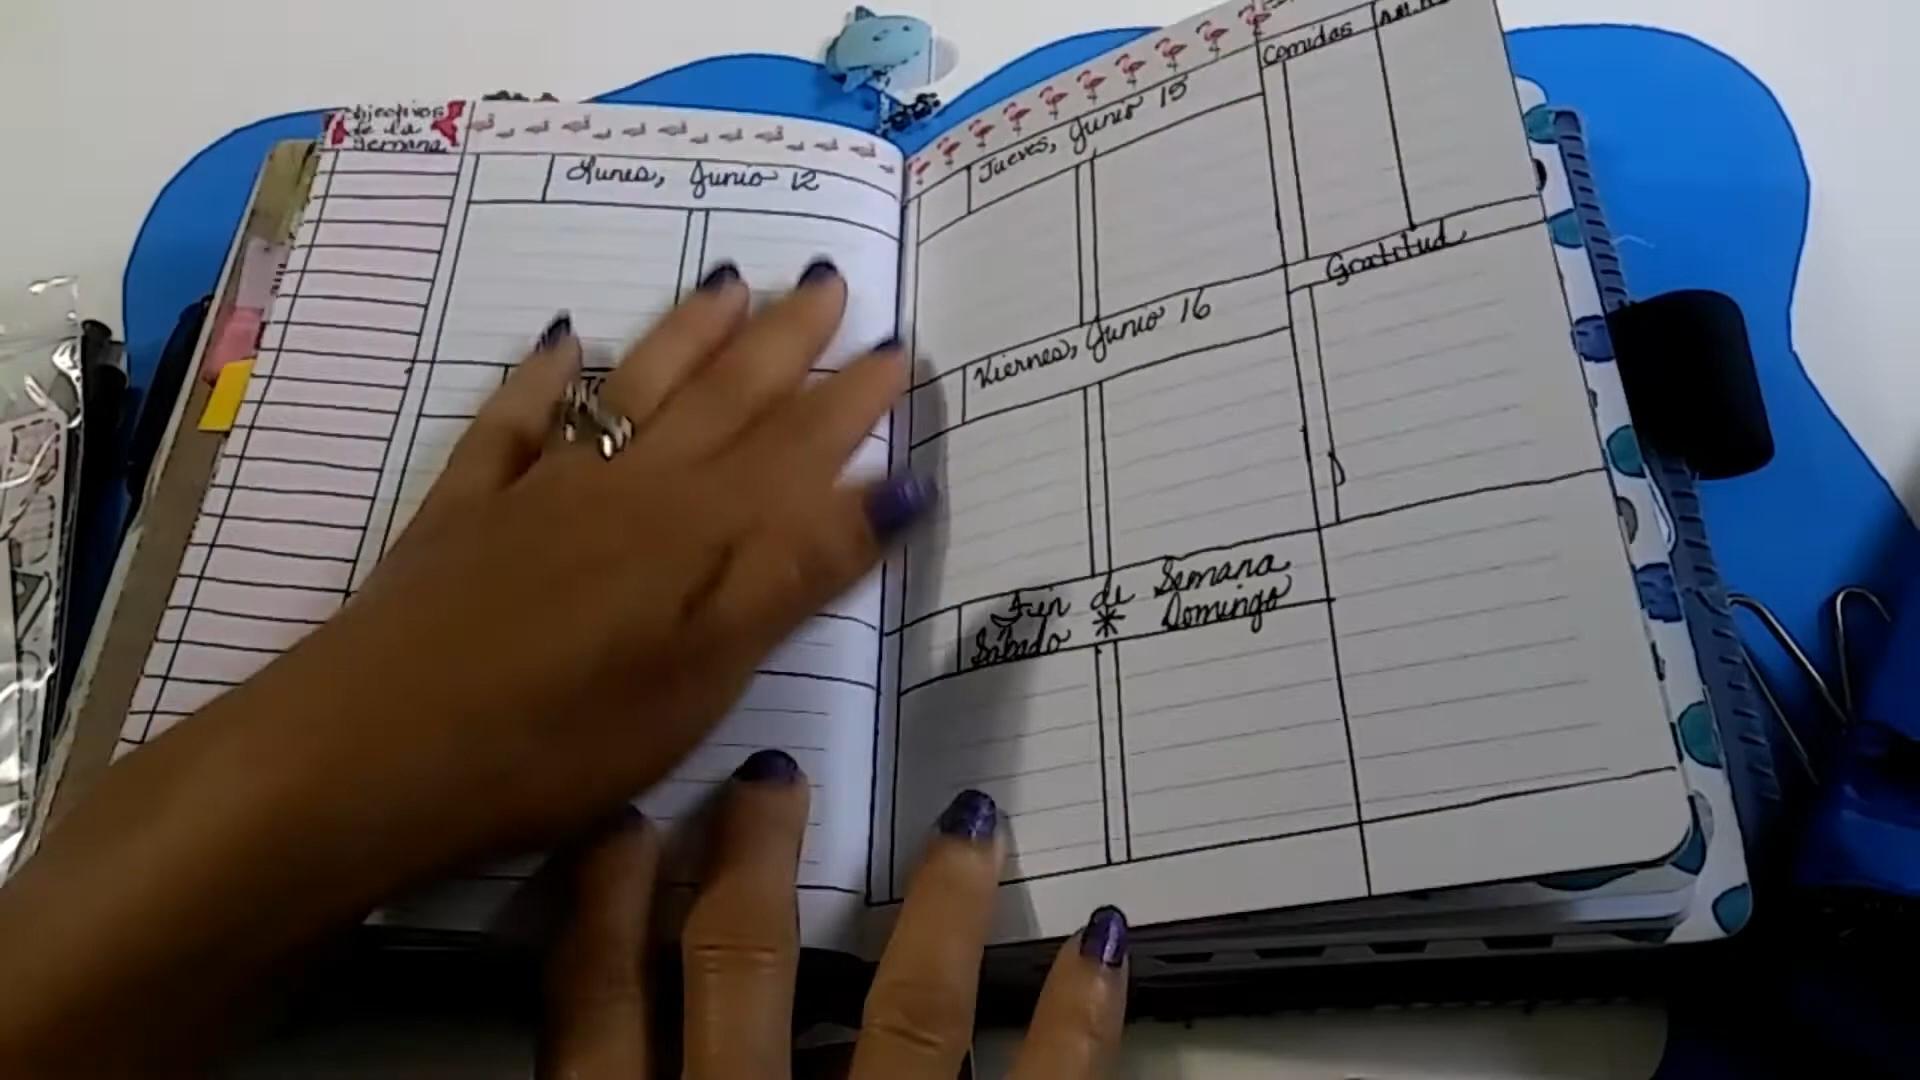 Objectivos
de la
Semana
Lunes, Junio 12
Jueves, Junio 15
Viernes, Junio 16
Fin de Semana
Sábado * Domingo
Comidas
Gratitud